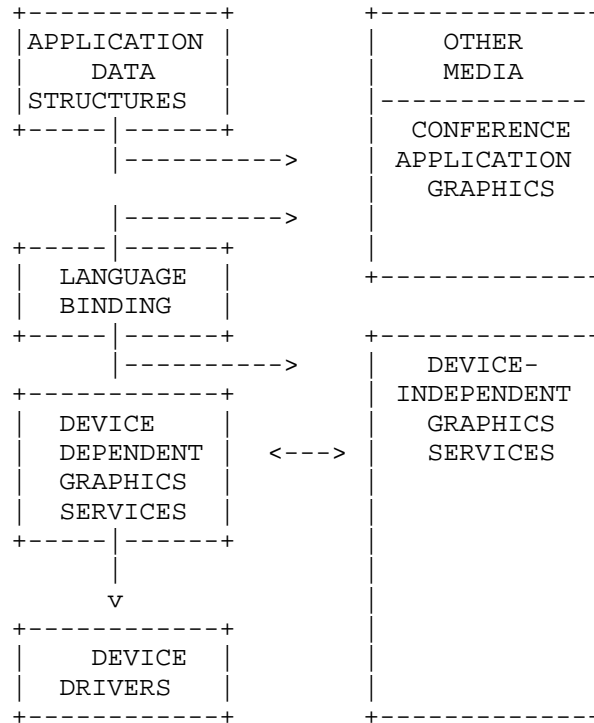 APPLICATION
DATA
STRUCTURES
OTHER
MEDIA
CONFERENCE
APPLICATION
GRAPHICS
LANGUAGE
BINDING
DEVICE
DEPENDENT
GRAPHICS
SERVICES
<--->
DEVICE-
INDEPENDENT
GRAPHICS
SERVICES
v
DEVICE
DRIVERS